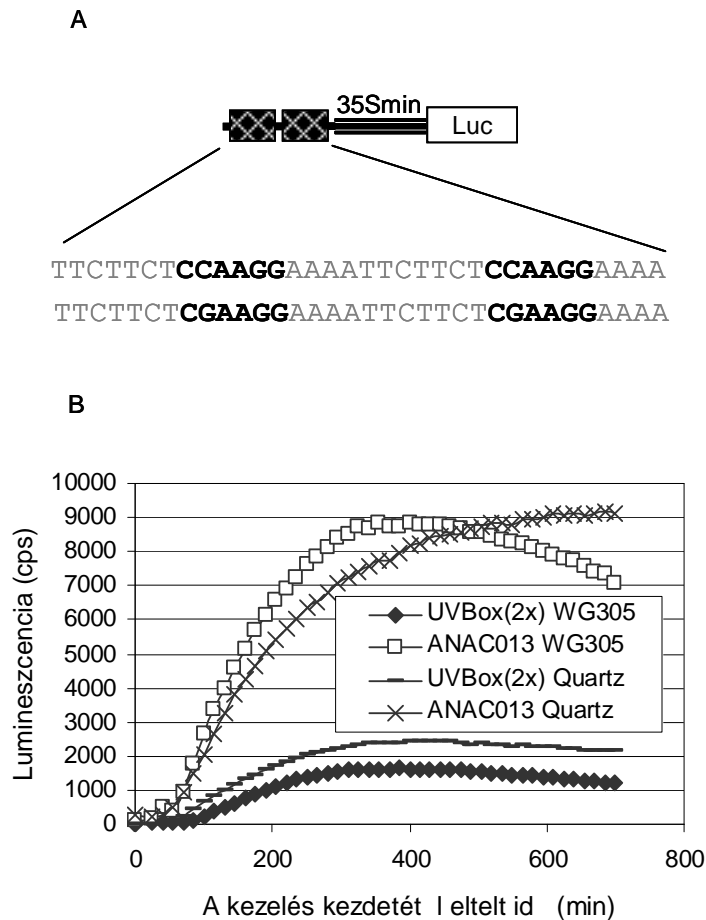 A
35Smin
Luc
TTCTTCTCCAAGGAAAATTCTTCTCCAAGGAAAA
TTCTTCTCGAAGGAAAATTCTTCTCGAAGGAAAA
B
10000
9000
8000
7000
6000
5000
4000
3000
2000
1000
0
Lumineszcencia (cps)
UVBox(2x) WG305
ANAC013 WG305
UVBox(2x) Quartz
ANAC013 Quartz
0 200 400 600 800
A kezelés kezdetét l eltelt id (min)